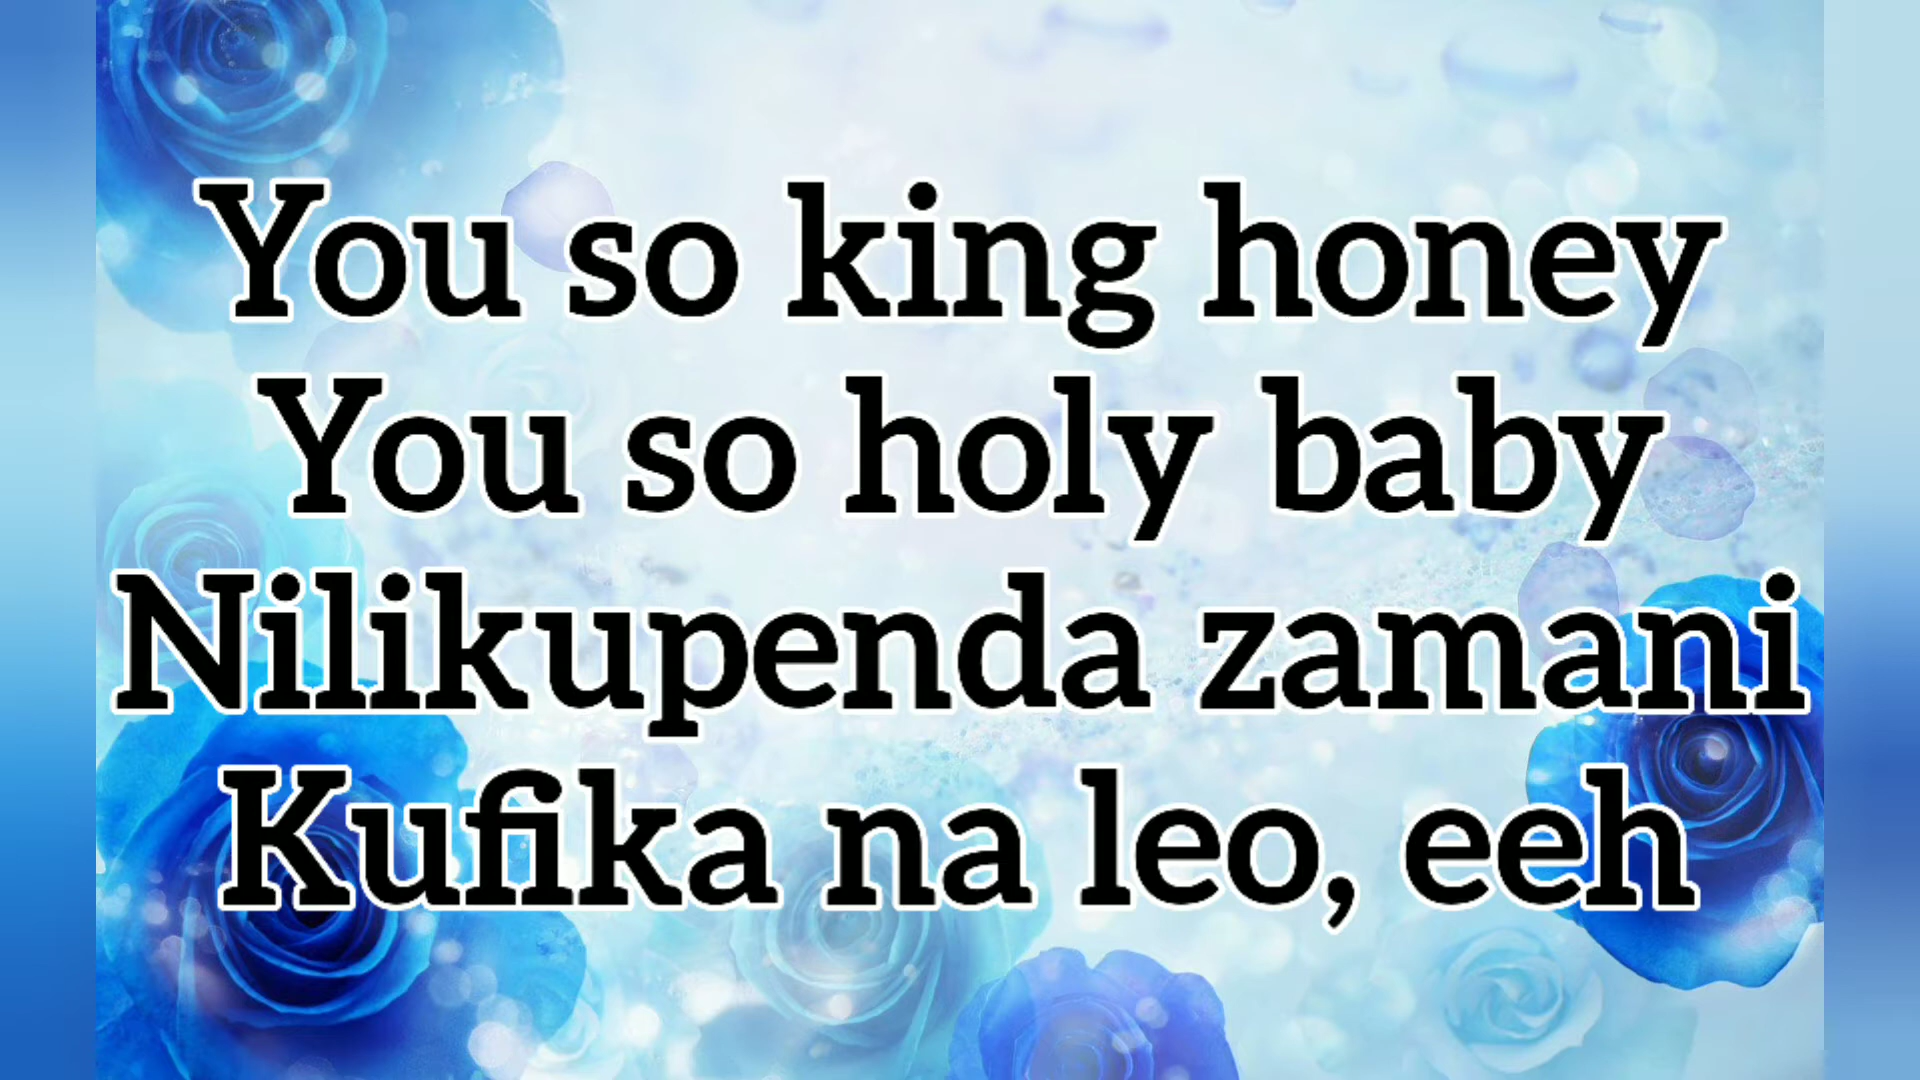 You so king honey
You so holy baby
Nilikupenda zamani
Kufika na leo, eeh